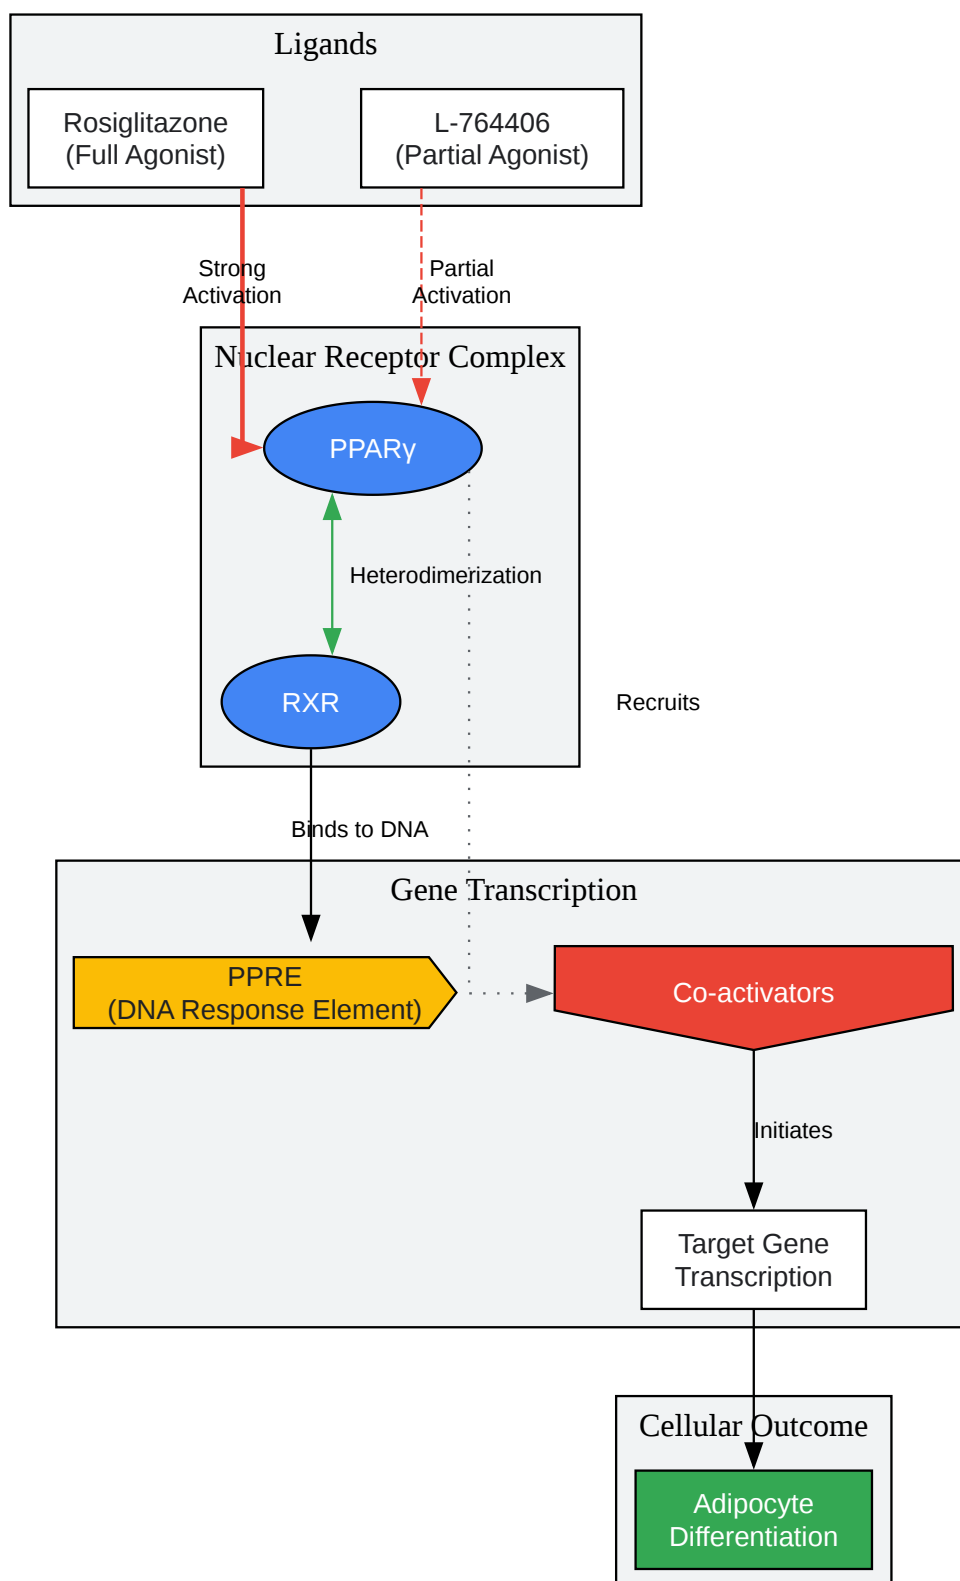 Ligands
Rosiglitazone
(Full Agonist)
L-764406
(Partial Agonist)
Strong
Activation
Partial
Activation
Nuclear Receptor Complex
PPARγ
Heterodimerization
RXR
Recruits
Binds to DNA
Gene Transcription
PPRE
(DNA Response Element)
Co-activators
Initiates
Target Gene
Transcription
Cellular Outcome
Adipocyte
Differentiation